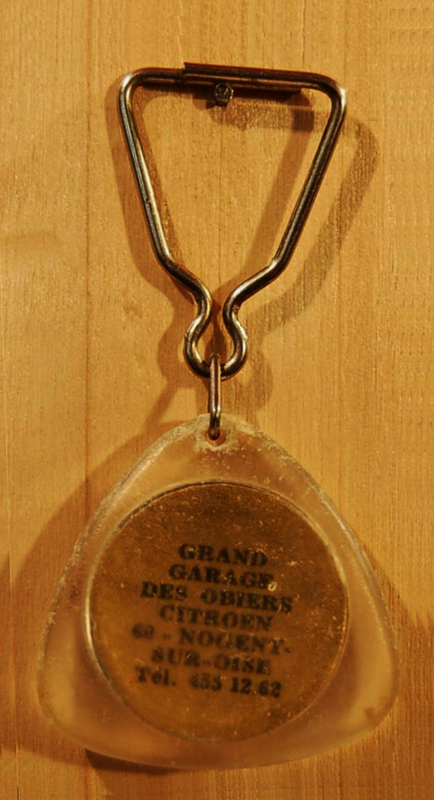 GRAND
GARAGE
DES OBIERS
CITROEN
60 - NOGENT-
SUR-OISE
Tél. 455 12.62